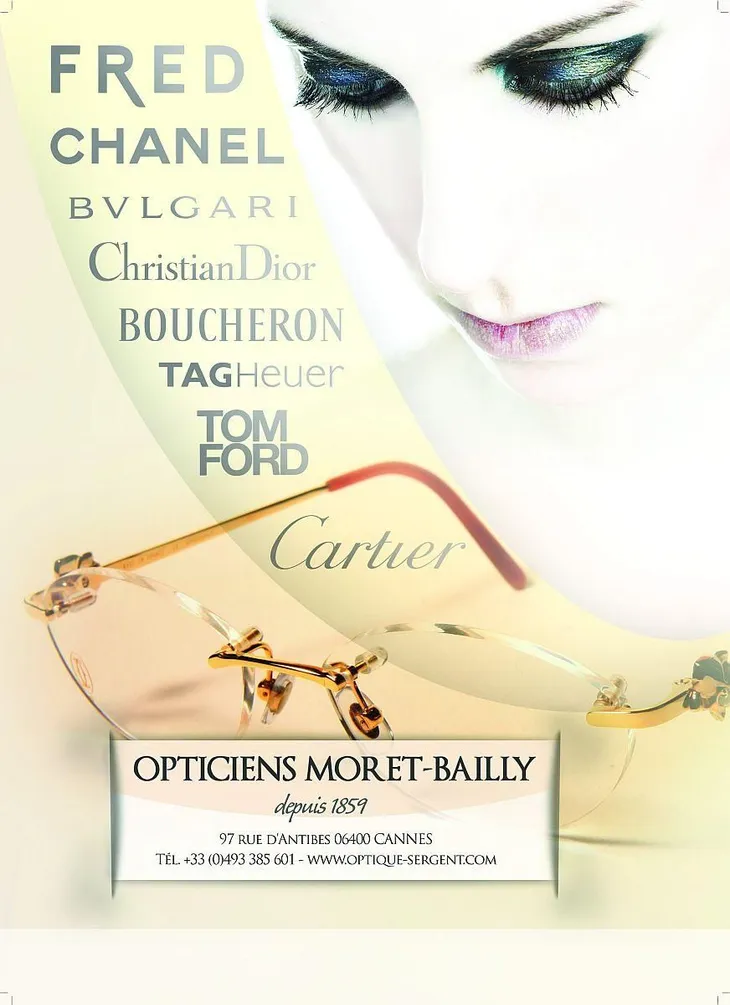 FRED
CHANEL
BVLGARI
ChristianDior
BOUCHERON
TAGHeuer
TOM
FORD
Cartier
OPTICIENS MORET-BAILLY
depuis 1859
97 RUE D'ANTIBES 06400 CANNES
TÉL. +33 (0)493 385 601 - WWW.OPTIQUE-SERGENT.COM